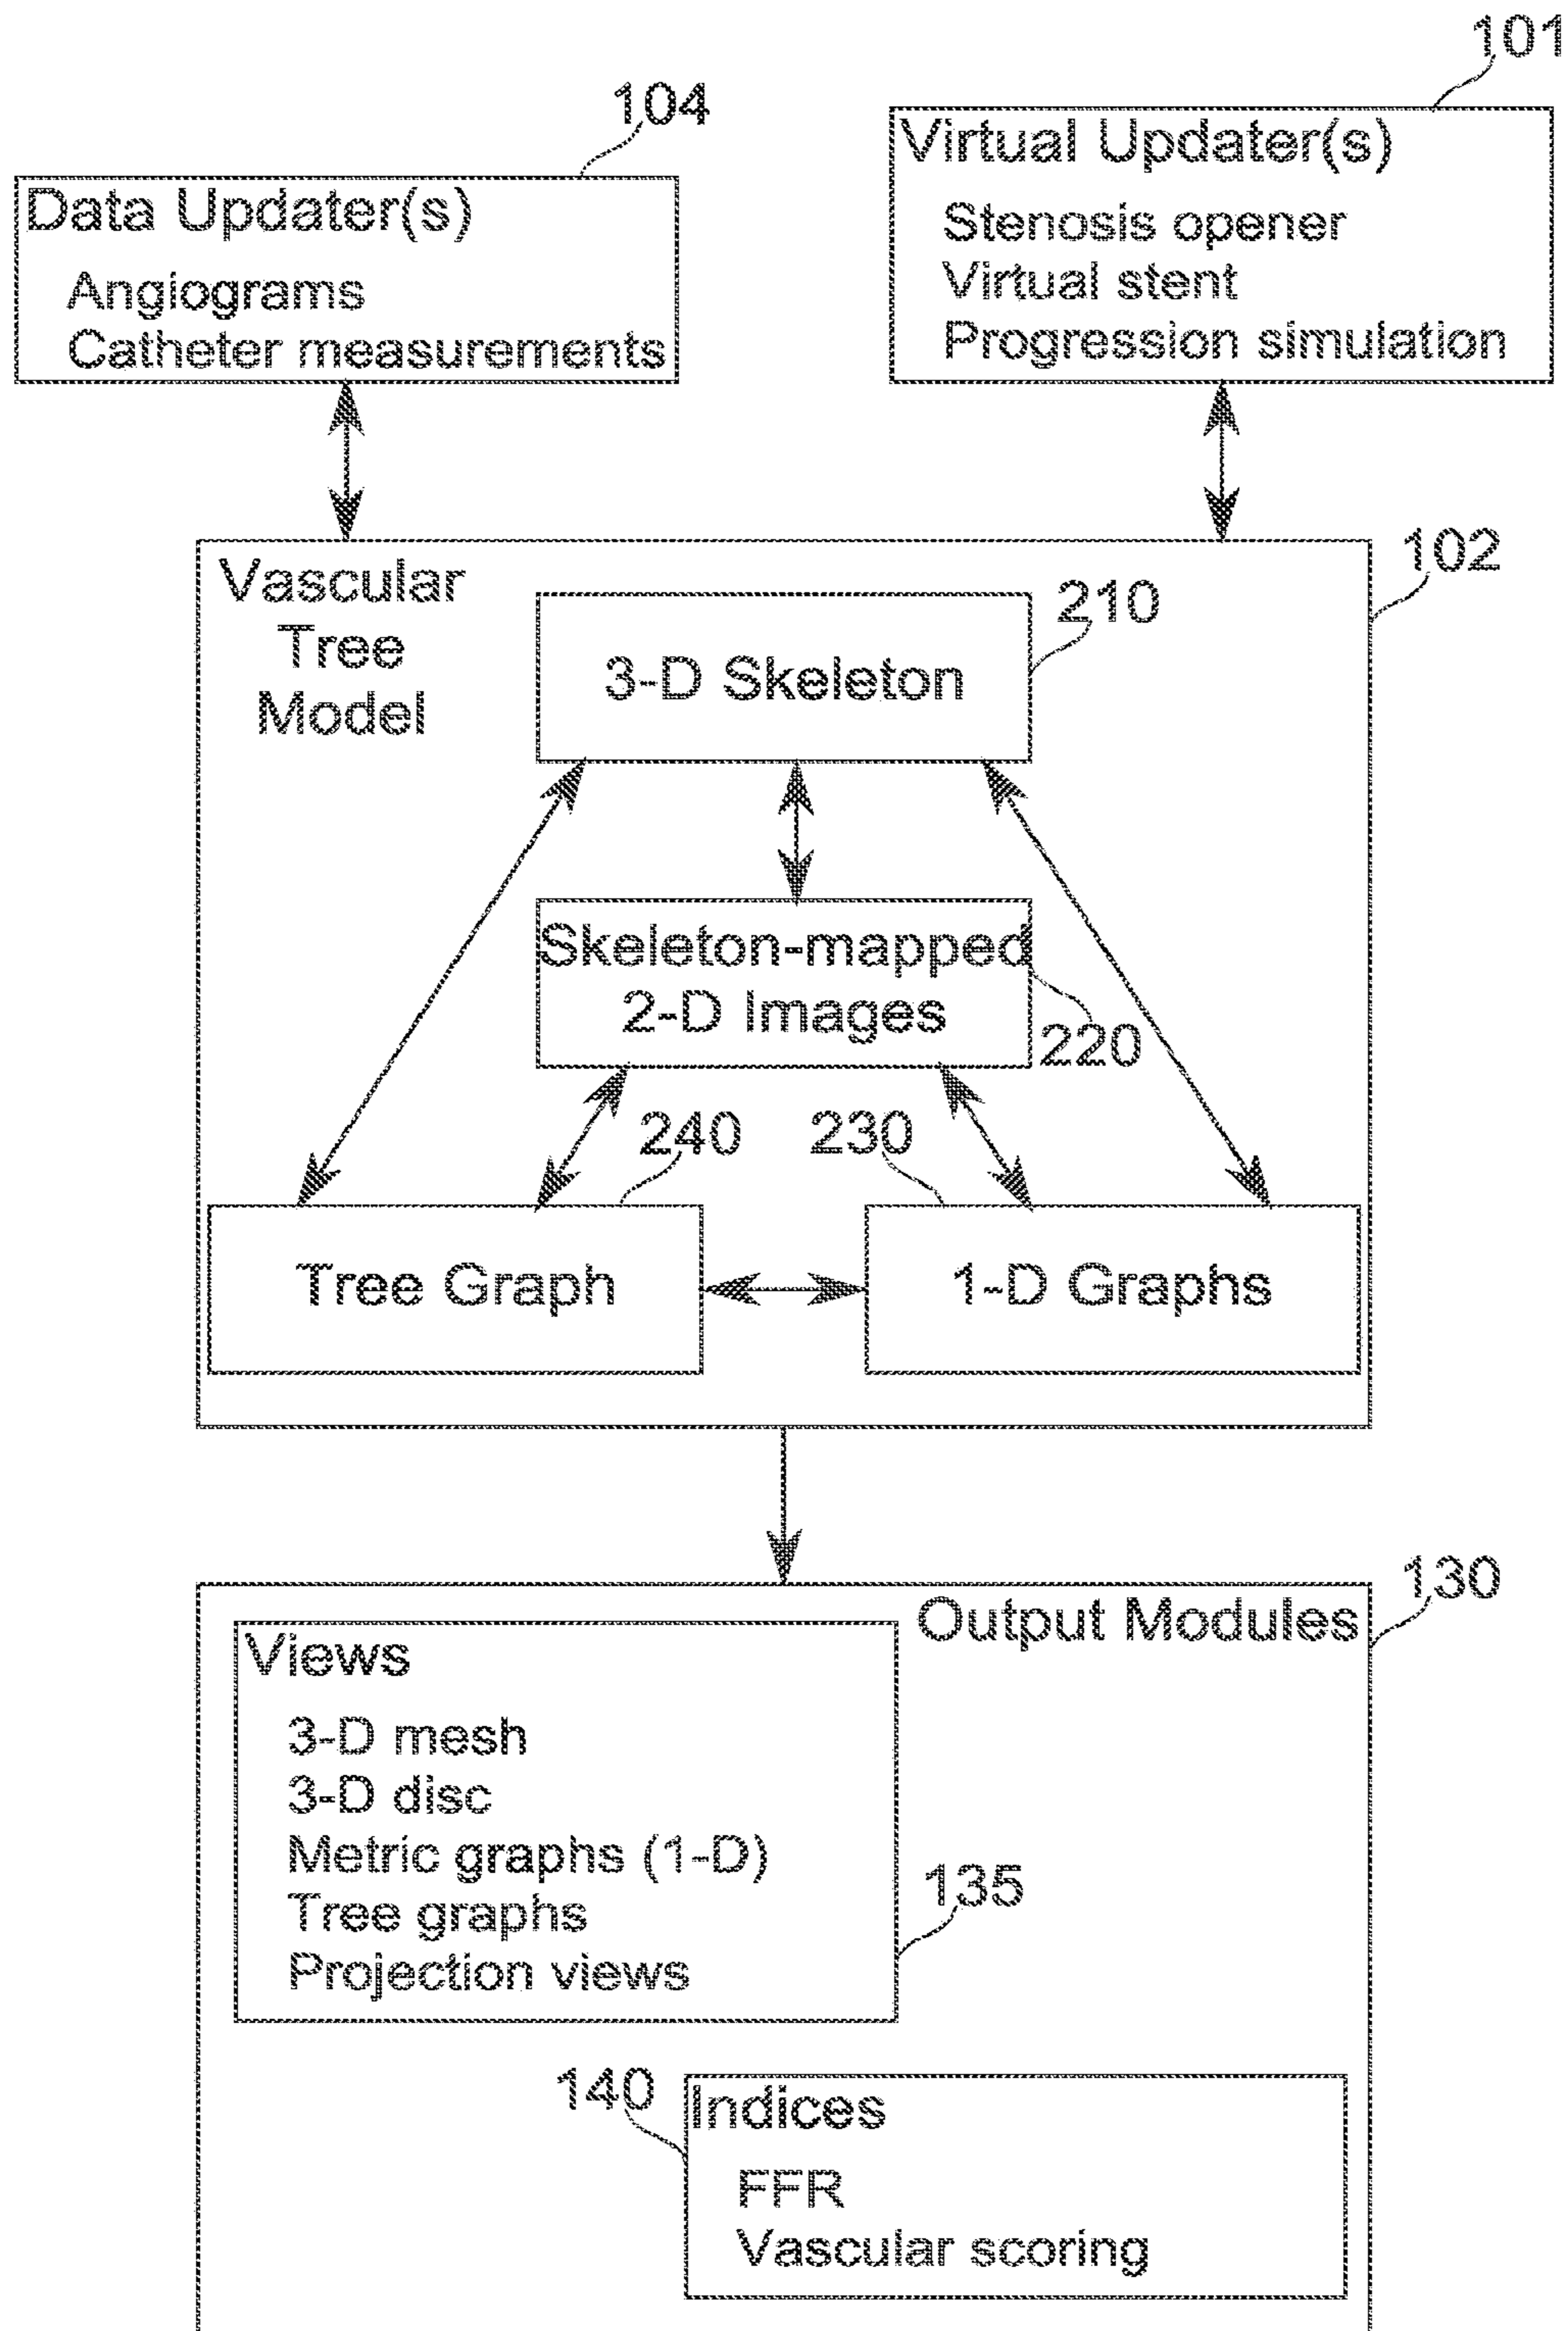 101
104
Virtual Updater(s)
Stenosis opener
Virtual stent
Progression simulation
Data Updater(s)
Angiograms
Catheter measurements
102
Vascular
Tree
Model
210
3-D Skeleton
Skeleton-mapped
2-D Images
220
240
230
Tree Graph
1-D Graphs
130
Output Modules
Views
3-D mesh
3-D disc
Metric graphs (1-D)
Tree graphs
Projection views
135
140
Indices
FFR
Vascular scoring